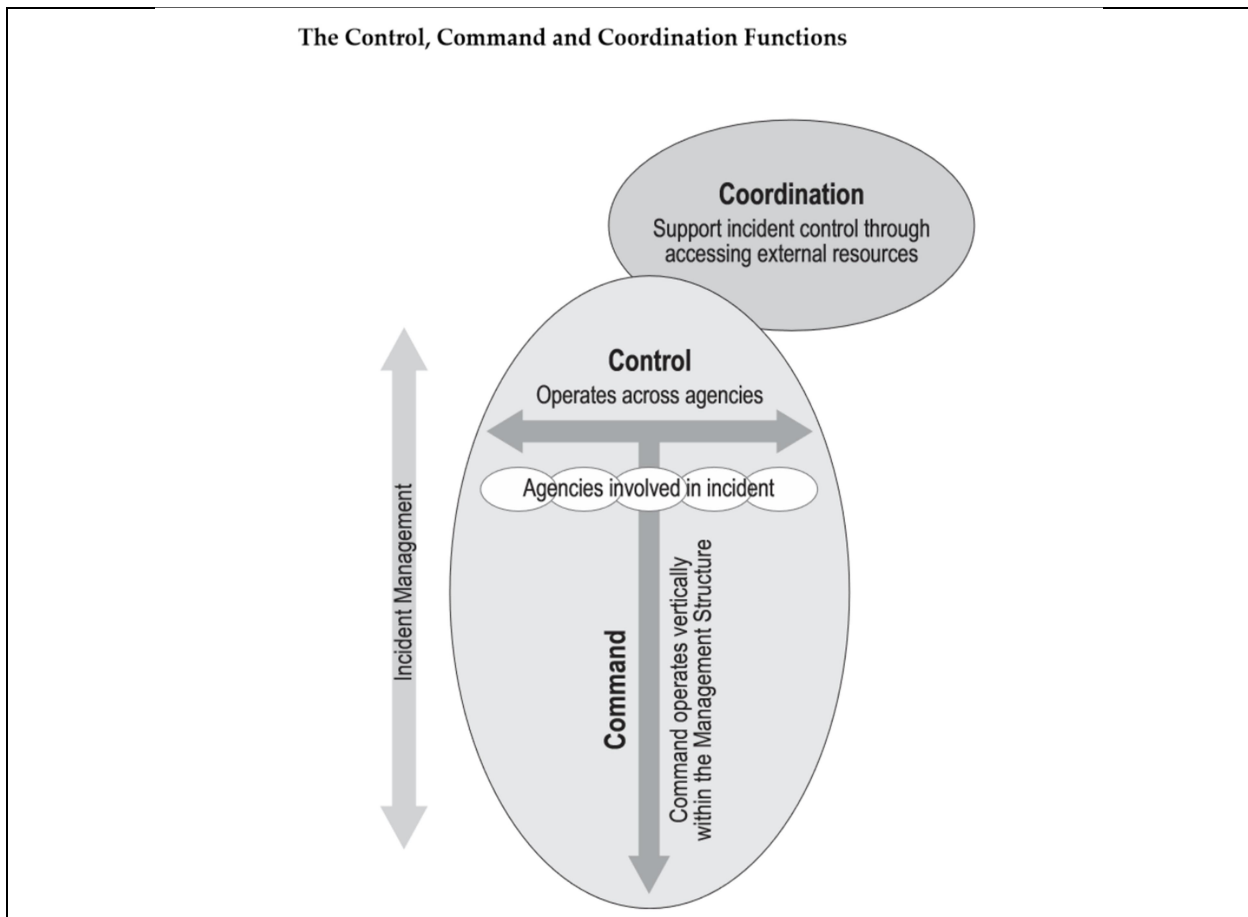 The Control, Command and Coordination Functions
Coordination
Support incident control through
accessing external resources
Control
Operates across agencies
Agencies involved in incident
Incident Management
Command
Command operates vertically
within the Management Structure